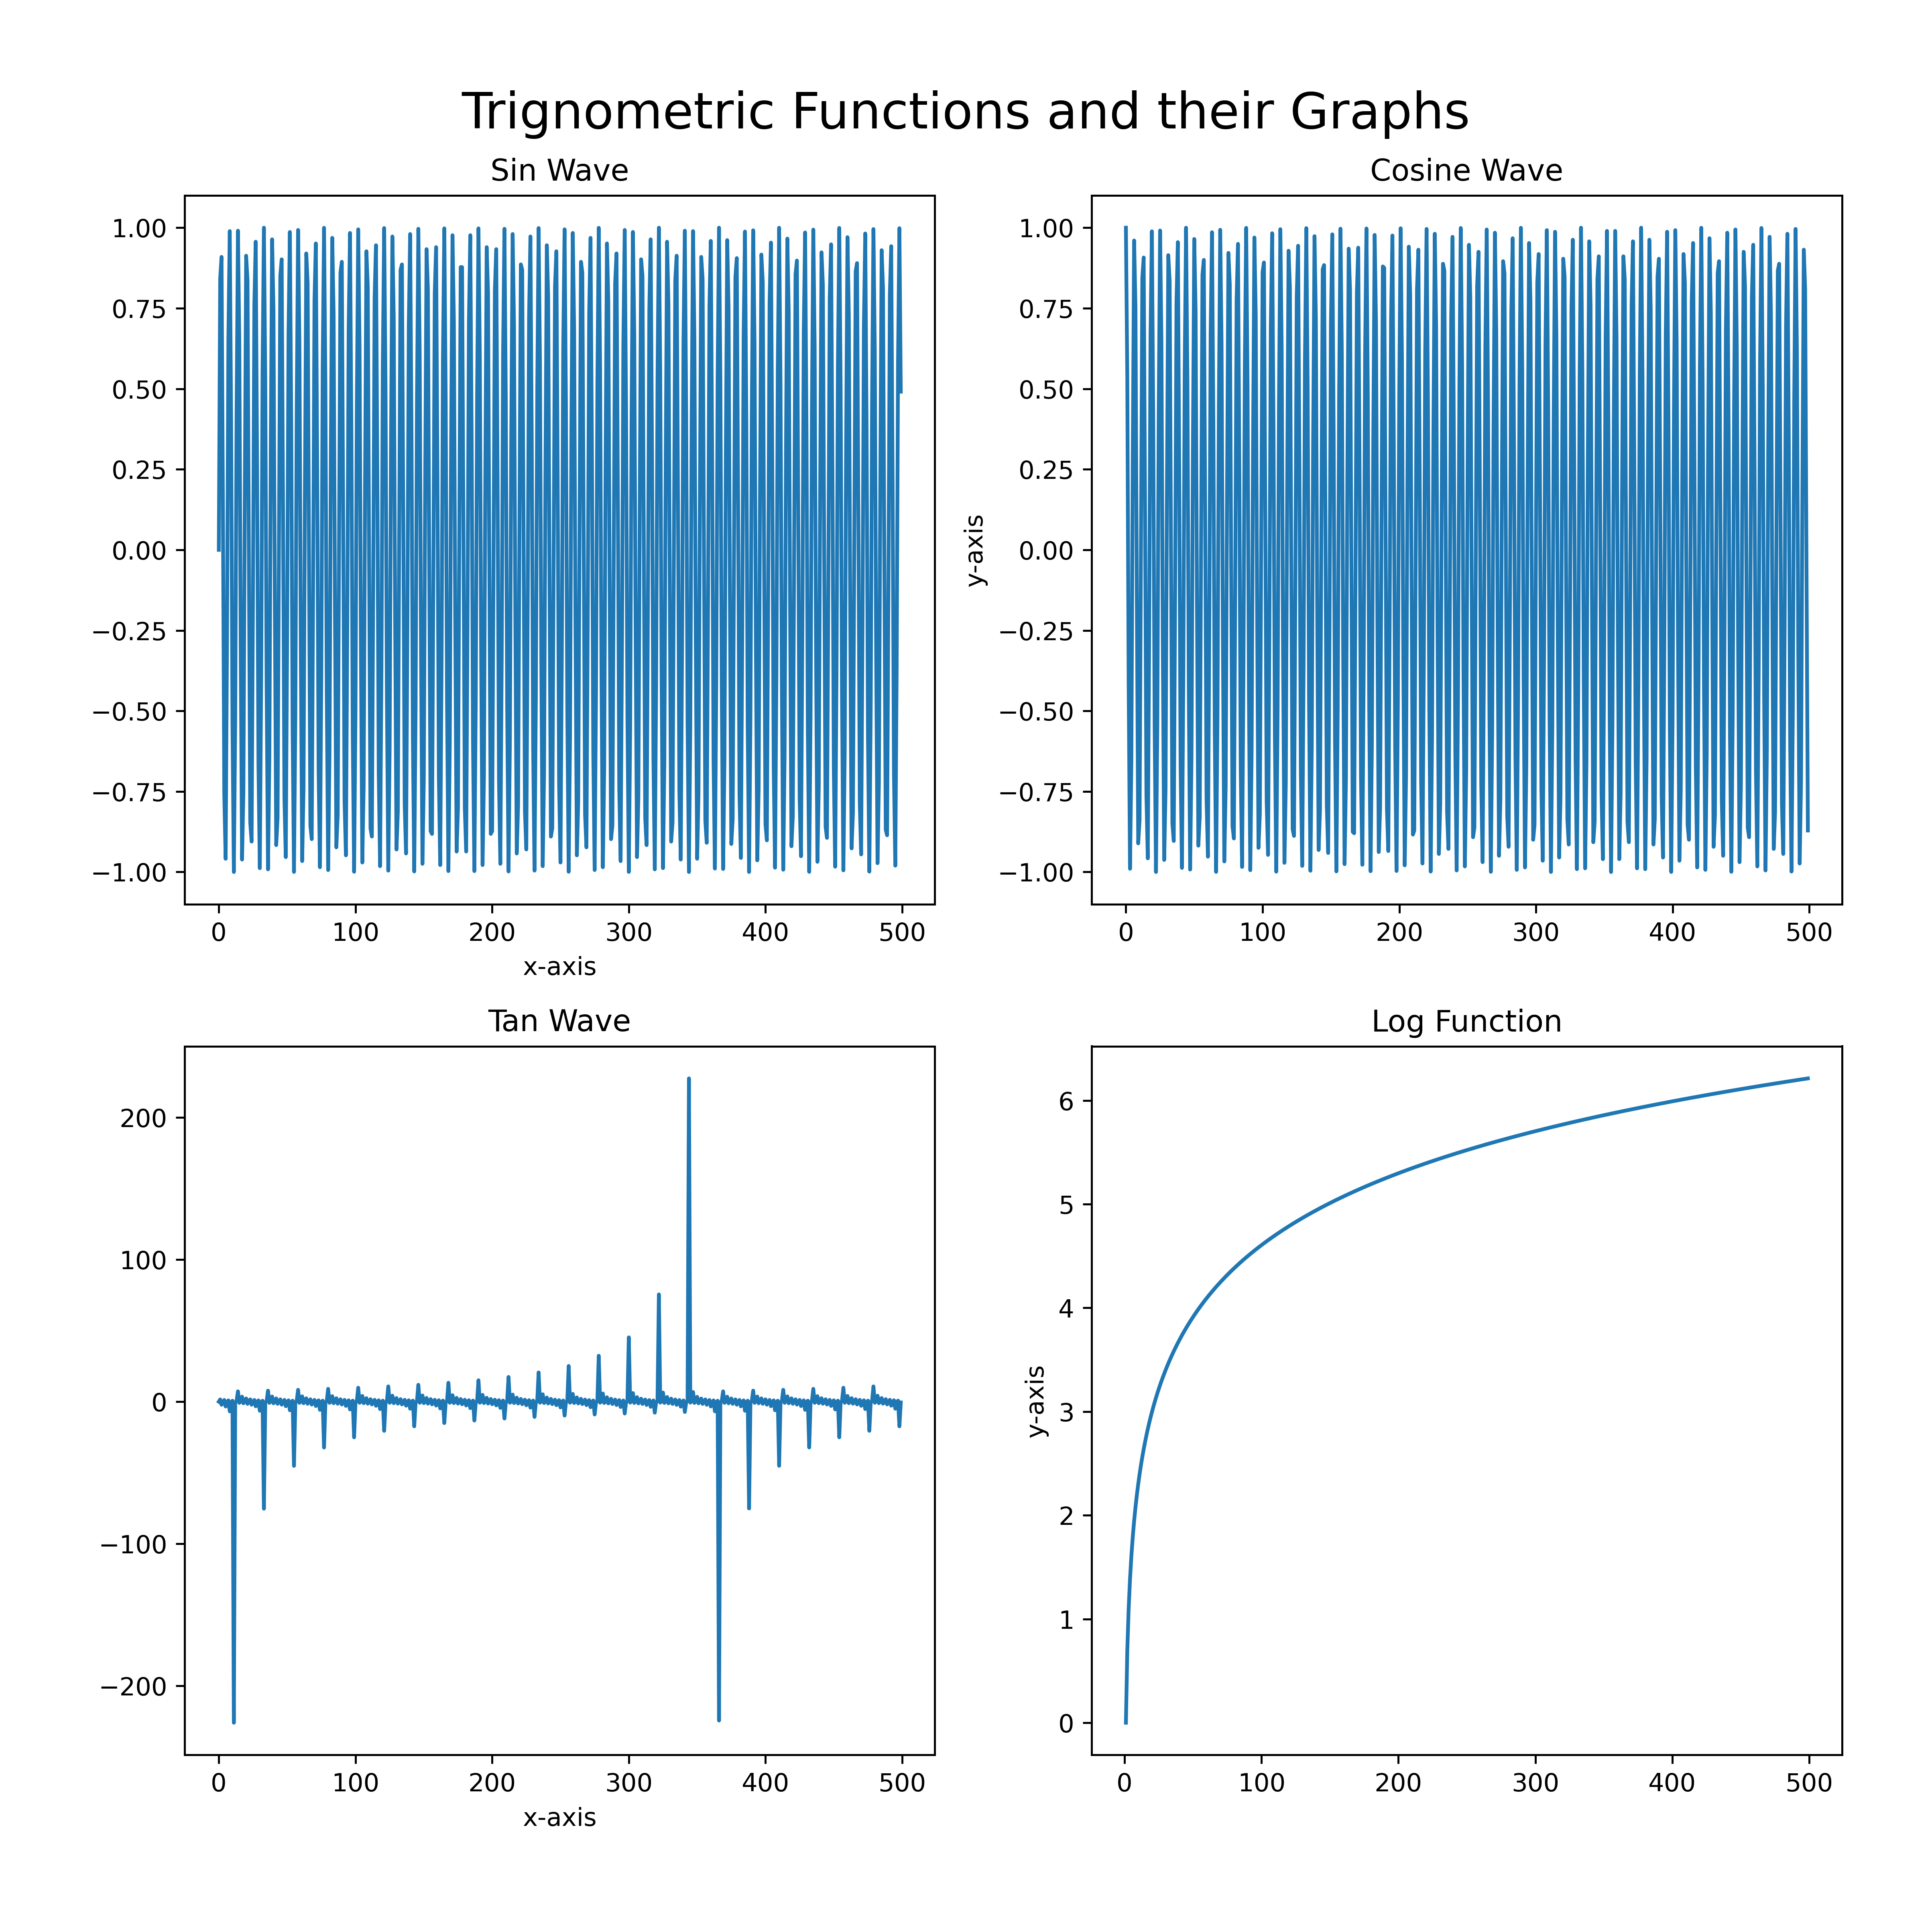 Trignometric Functions and their Graphs
Sin Wave
1.00
0.75
0.50
0.25
0.00
−0.25
−0.50
−0.75
−1.00
0 100 200 300 400 500
x-axis
Cosine Wave
y-axis
1.00
0.75
0.50
0.25
0.00
−0.25
−0.50
−0.75
−1.00
0 100 200 300 400 500
Tan Wave
200
100
0
−100
−200
0 100 200 300 400 500
x-axis
Log Function
y-axis
6
5
4
3
2
1
0
0 100 200 300 400 500